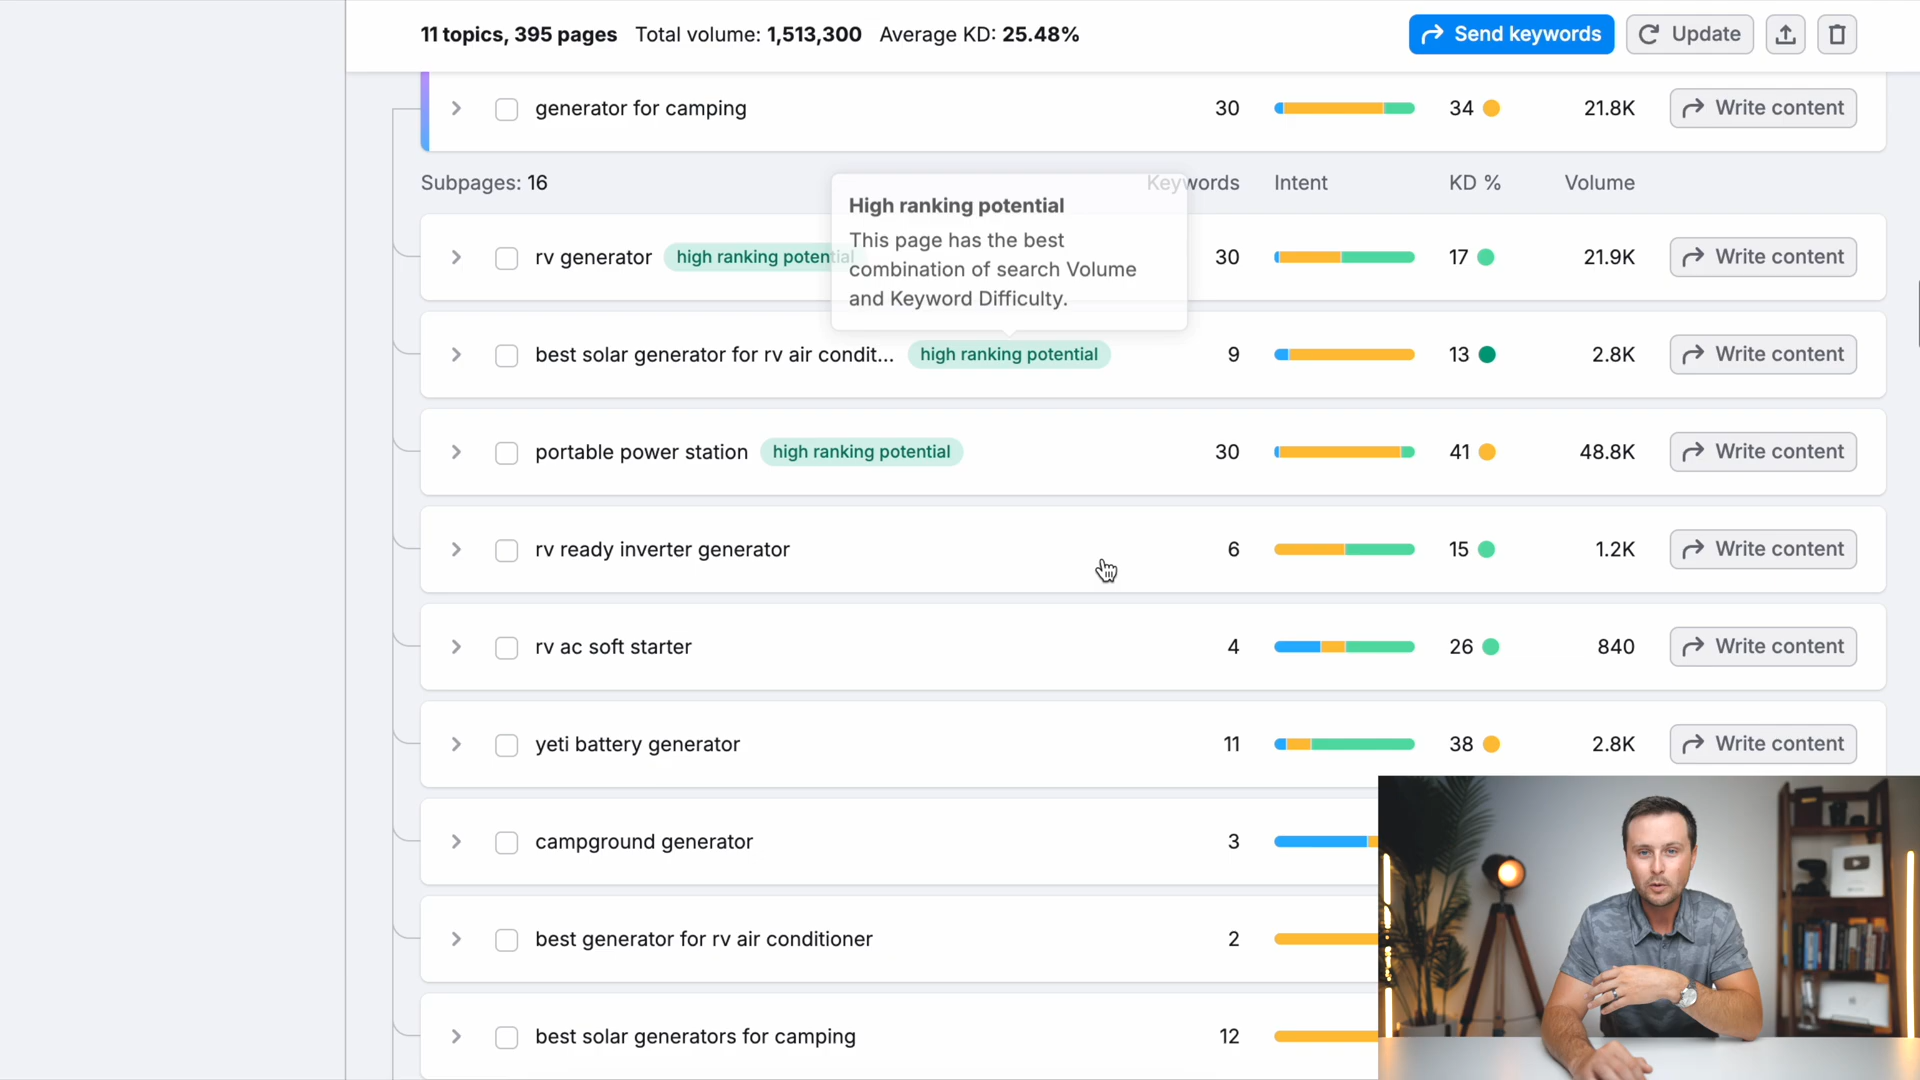 11 topics, 395 pages Total volume: 1,513,300 Average KD: 25.48% Send keywords Update
generator for camping 30 34 21.8K Write content
Subpages: 16 Keywords Intent KD % Volume
High ranking potential
This page has the best
combination of search Volume
and Keyword Difficulty.
rv generator high ranking potential 30 17 21.9K Write content
best solar generator for rv air condit... high ranking potential 9 13 2.8K Write content
portable power station high ranking potential 30 41 48.8K Write content
rv ready inverter generator 6 15 1.2K Write content
rv ac soft starter 4 26 840 Write content
yeti battery generator 11 38 2.8K Write content
campground generator 3
best generator for rv air conditioner 2
best solar generators for camping 12